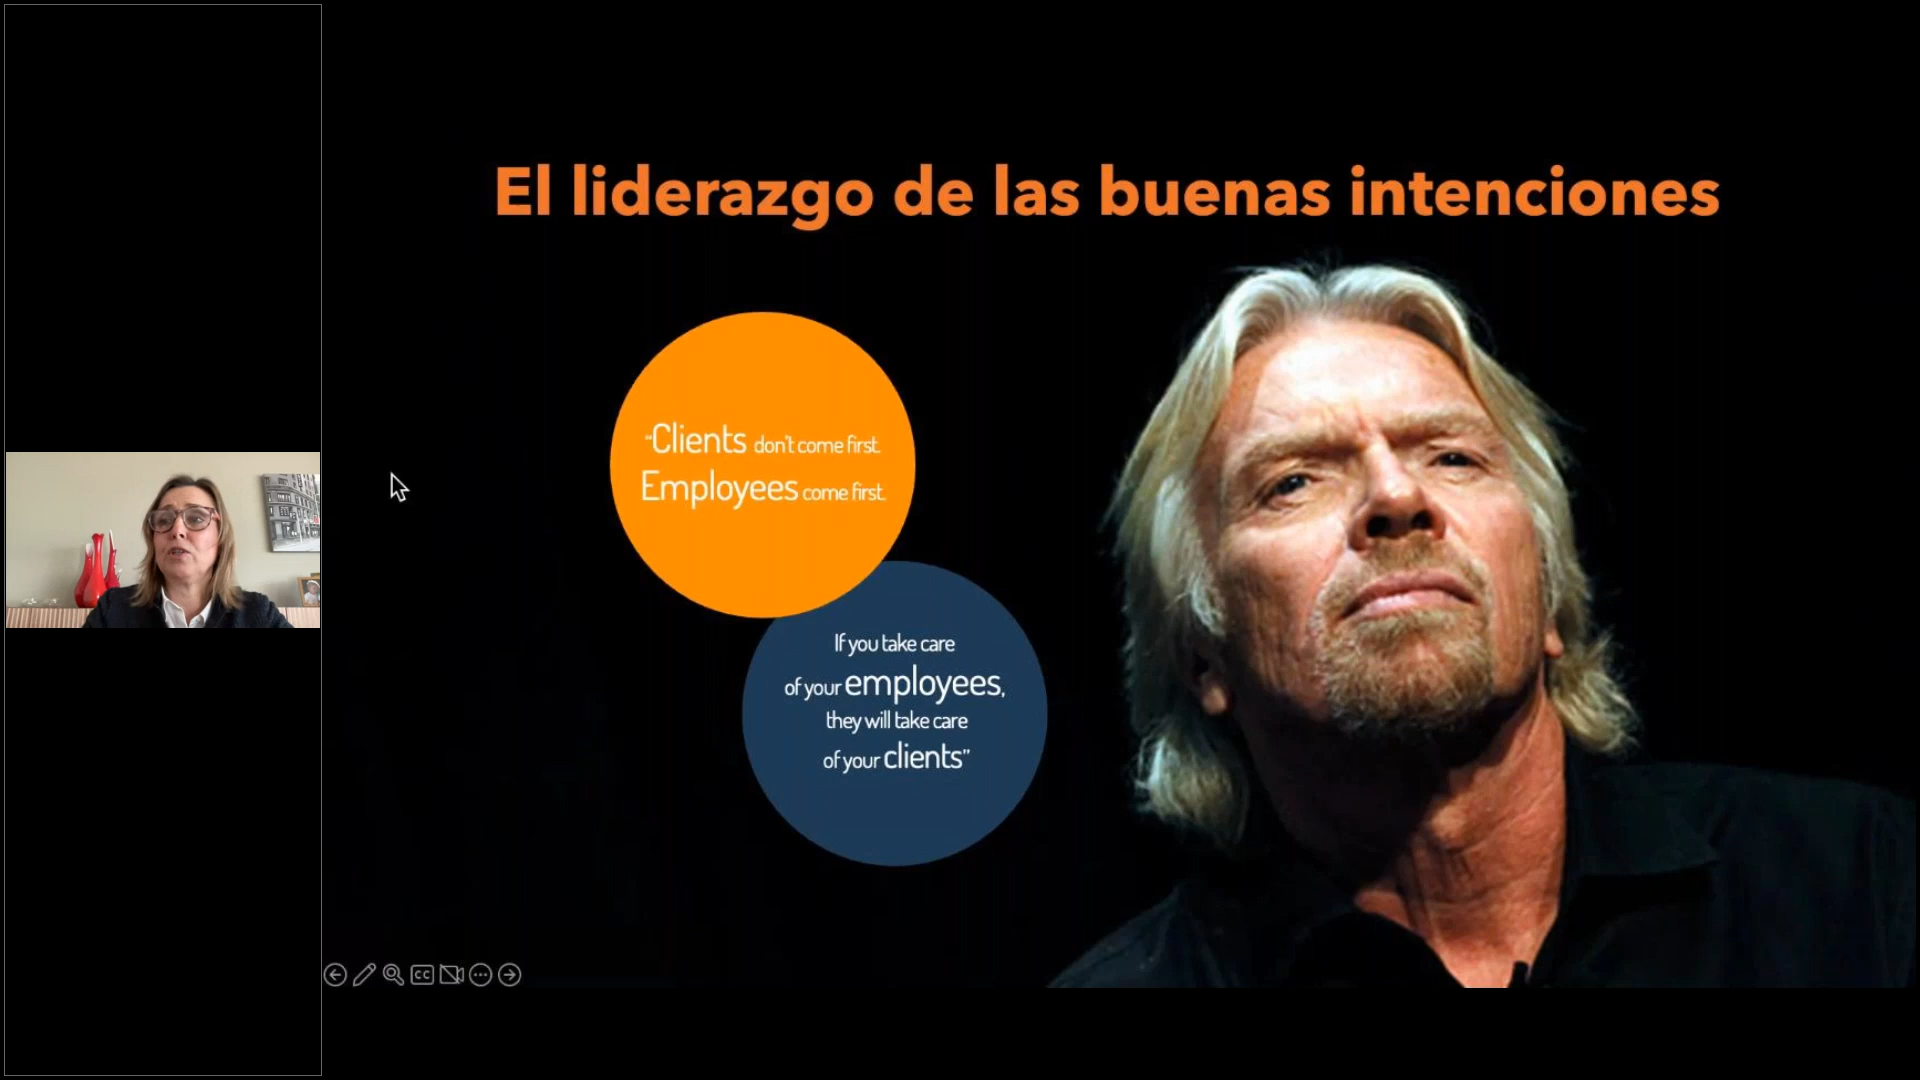 El liderazgo de las buenas intenciones
“Clients don't come first.
Employees come first.
If you take care
of your employees,
they will take care
of your clients”
CC